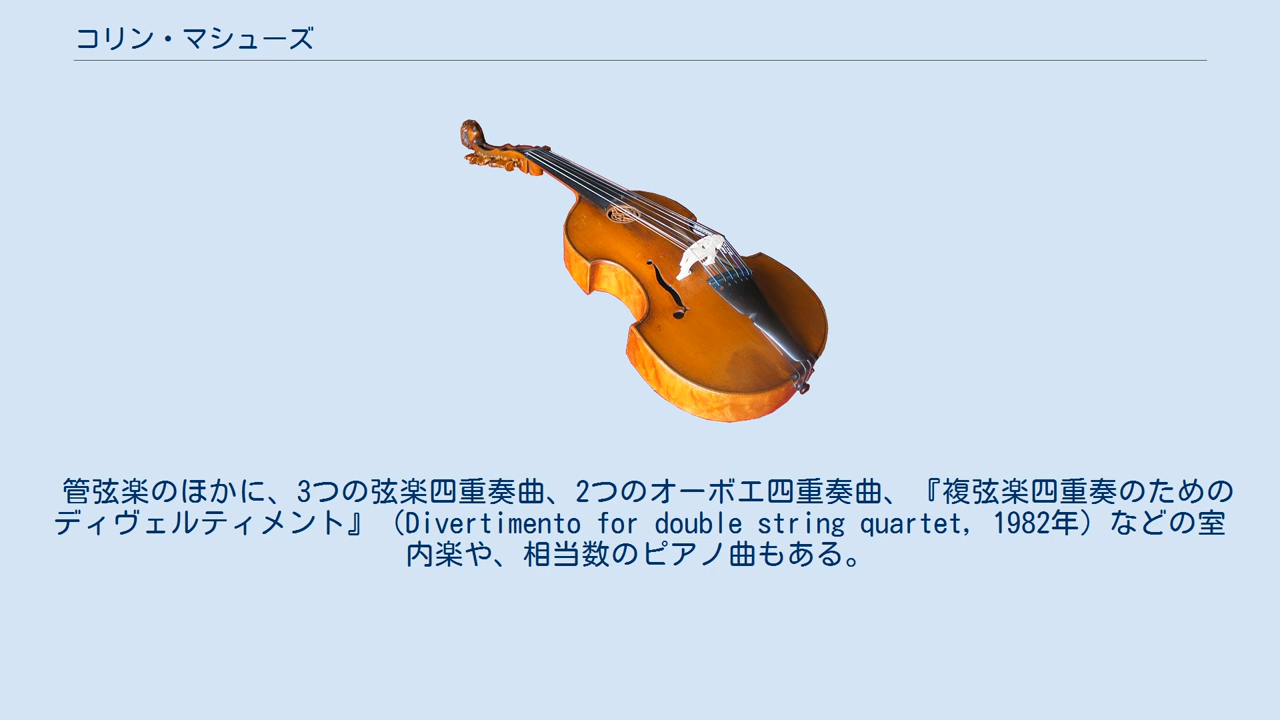 コリン・マシューズ
管弦楽のほかに、3つの弦楽四重奏曲、2つのオーボエ四重奏曲、『複弦楽四重奏のための
ディヴェルティメント』（Divertimento for double string quartet, 1982年）などの室
内楽や、相当数のピアノ曲もある。